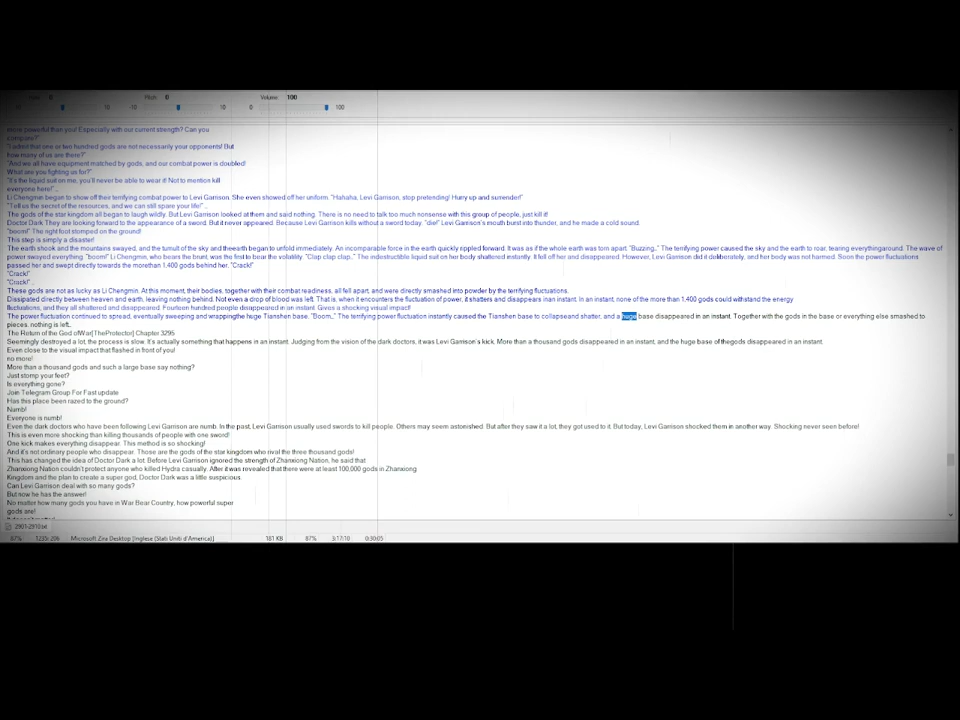 Pitch: 0 Volume: 100
10 -10 10 0 100
more powerful than you! Especially with our current strength? Can you
compare?"
"I admit that one or two hundred gods are not necessarily your opponents! But
how many of us are there?"
"And we all have equipment matched by gods, and our combat power is doubled!
What are you fighting us for?"
"It's the liquid suit on me, you'll never be able to wear it! Not to mention kill
everyone here!"..
Li Chengmin began to show off their terrifying combat power to Levi Garrison. She even showed off her uniform. "Hahaha, Levi Garrison, stop pretending! Hurry up and surrender!"
"Tell us the secret of the resources, and we can still spare your life!" ..
The gods of the star kingdom all began to laugh wildly. But Levi Garrison looked at them and said nothing. There is no need to talk too much nonsense with this group of people, just kill it!
Doctor Dark They are looking forward to the appearance of a sword. But it never appeared. Because Levi Garrison kills without a sword today. "die!" Levi Garrison's mouth burst into thunder, and he made a cold sound.
"boom!" The right foot stomped on the ground!
This step is simply a disaster!
The earth shook and the mountains swayed, and the tumult of the sky and theearth began to unfold immediately. An incomparable force in the earth quickly rippled forward. It was as if the whole earth was torn apart. "Buzzing.." The terrifying power caused the sky and the earth to roar, tearing everythingaround. The wave of
power swayed everything. "boom!" Li Chengmin, who bears the brunt, was the first to bear the volatility. "Clap clap clap.." The indestructible liquid suit on her body shattered instantly. It fell off her and disappeared. However, Levi Garrison did it deliberately, and her body was not harmed. Soon the power fluctuations
passed her and swept directly towards the morethan 1,400 gods behind her. "Crack!"
"Crack!"
"Crack!"..
These gods are not as lucky as Li Chengmin. At this moment, their bodies, together with their combat readiness, all fell apart, and were directly smashed into powder by the terrifying fluctuations.
Dissipated directly between heaven and earth, leaving nothing behind. Not even a drop of blood was left. That is, when it encounters the fluctuation of power, it shatters and disappears inan instant. In an instant, none of the more than 1,400 gods could withstand the energy
fluctuations, and they all shattered and disappeared. Fourteen hundred people disappeared in an instant. Gives a shocking visual impact!
The power fluctuation continued to spread, eventually sweeping and wrappingthe huge Tianshen base. "Boom.." The terrifying power fluctuation instantly caused the Tianshen base to collapseand shatter, and a huge base disappeared in an instant. Together with the gods in the base or everything else smashed to
pieces, nothing is left..
The Return of the God ofWar[TheProtector] Chapter 3295
Seemingly destroyed a lot, the process is slow. It's actually something that happens in an instant. Judging from the vision of the dark doctors, it was Levi Garrison's kick. More than a thousand gods disappeared in an instant, and the huge base of thegods disappeared in an instant.
Even close to the visual impact that flashed in front of you!
no more!
More than a thousand gods and such a large base say nothing?
Just stomp your feet?
Is everything gone?
Join Telegram Group For Fast update
Has this place been razed to the ground?
Numb!
Everyone is numb!
Even the dark doctors who have been following Levi Garrison are numb. In the past, Levi Garrison usually used swords to kill people. Others may seem astonished. But after they saw it a lot, they got used to it. But today, Levi Garrison shocked them in another way. Shocking never seen before!
This is even more shocking than killing thousands of people with one sword!
One kick makes everything disappear. This method is so shocking!
And it's not ordinary people who disappear. Those are the gods of the star kingdom who rival the three thousand gods!
This has changed the idea of Doctor Dark a lot. Before Levi Garrison ignored the strength of Zhanxiong Nation, he said that
Zhanxiong Nation couldn't protect anyone who killed Hydra casually. After it was revealed that there were at least 100,000 gods in Zhanxiong
Kingdom and the plan to create a super god, Doctor Dark was a little suspicious.
Can Levi Garrison deal with so many gods?
But now he has the answer!
No matter how many gods you have in War Bear Country, how powerful super
gods are!
2901-2910.txt
87% 1235: 206 Microsoft Zira Desktop [Inglese (Stati Uniti d'America)] 181 KB 87% 3:17:10 0:30:05